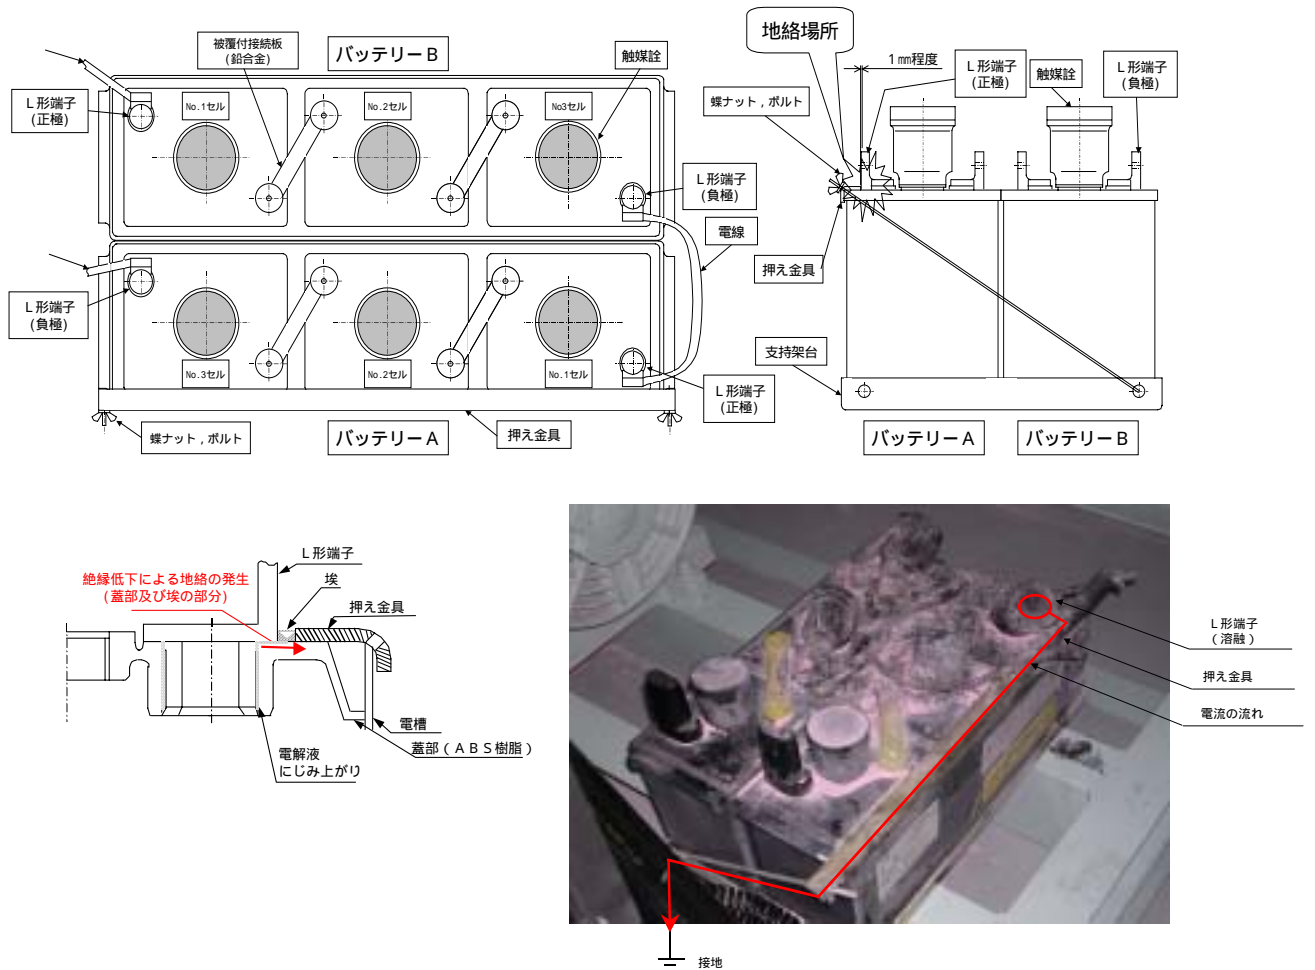 被覆付接続板
(鉛合金)
バッテリーB
触媒詮
L形端子
(正極)
No.1セル
No.2セル
No3セル
L形端子
(負極)
電線
L形端子
(負極)
No.3セル
No.2セル
No.1セル
L形端子
(正極)
蝶ナット,ボルト
バッテリーA
押え金具
地絡場所
1㎜程度
L形端子
(正極)
触媒詮
L形端子
(負極)
蝶ナット,ボルト
押え金具
支持架台
バッテリーA
バッテリーB
L形端子
絶縁低下による地絡の発生
(蓋部及び埃の部分)
埃
押え金具
電槽
蓋部(ABS樹脂)
電解液
にじみ上がり
L形端子
(溶融)
押え金具
電流の流れ
接地